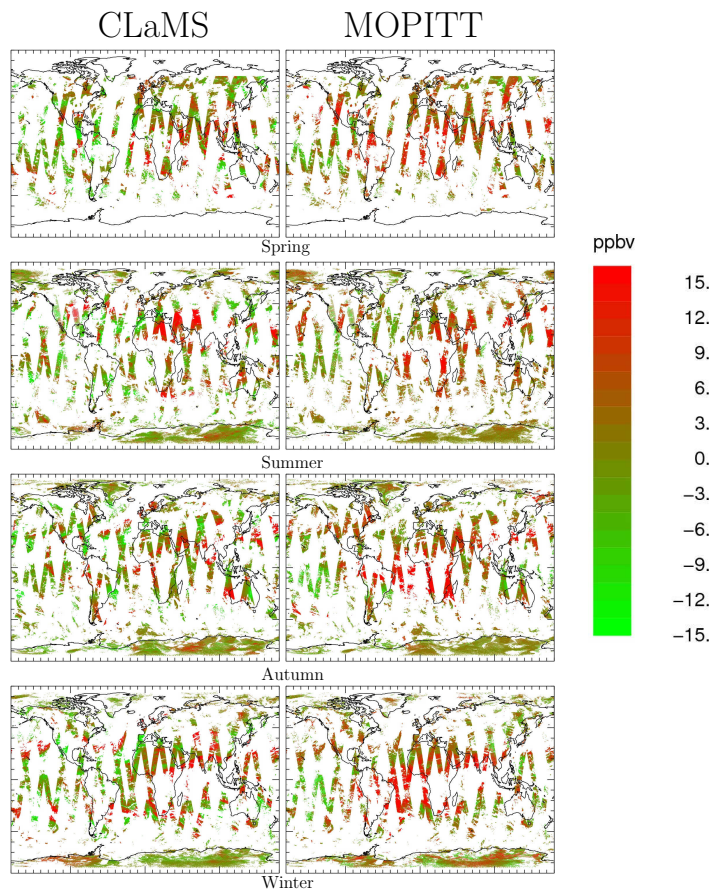 CLaMS MOPITT
Spring
Summer
Autumn
Winter
ppbv
15.
12.
9.
6.
3.
0.
−3.
−6.
−9.
−12.
−15.